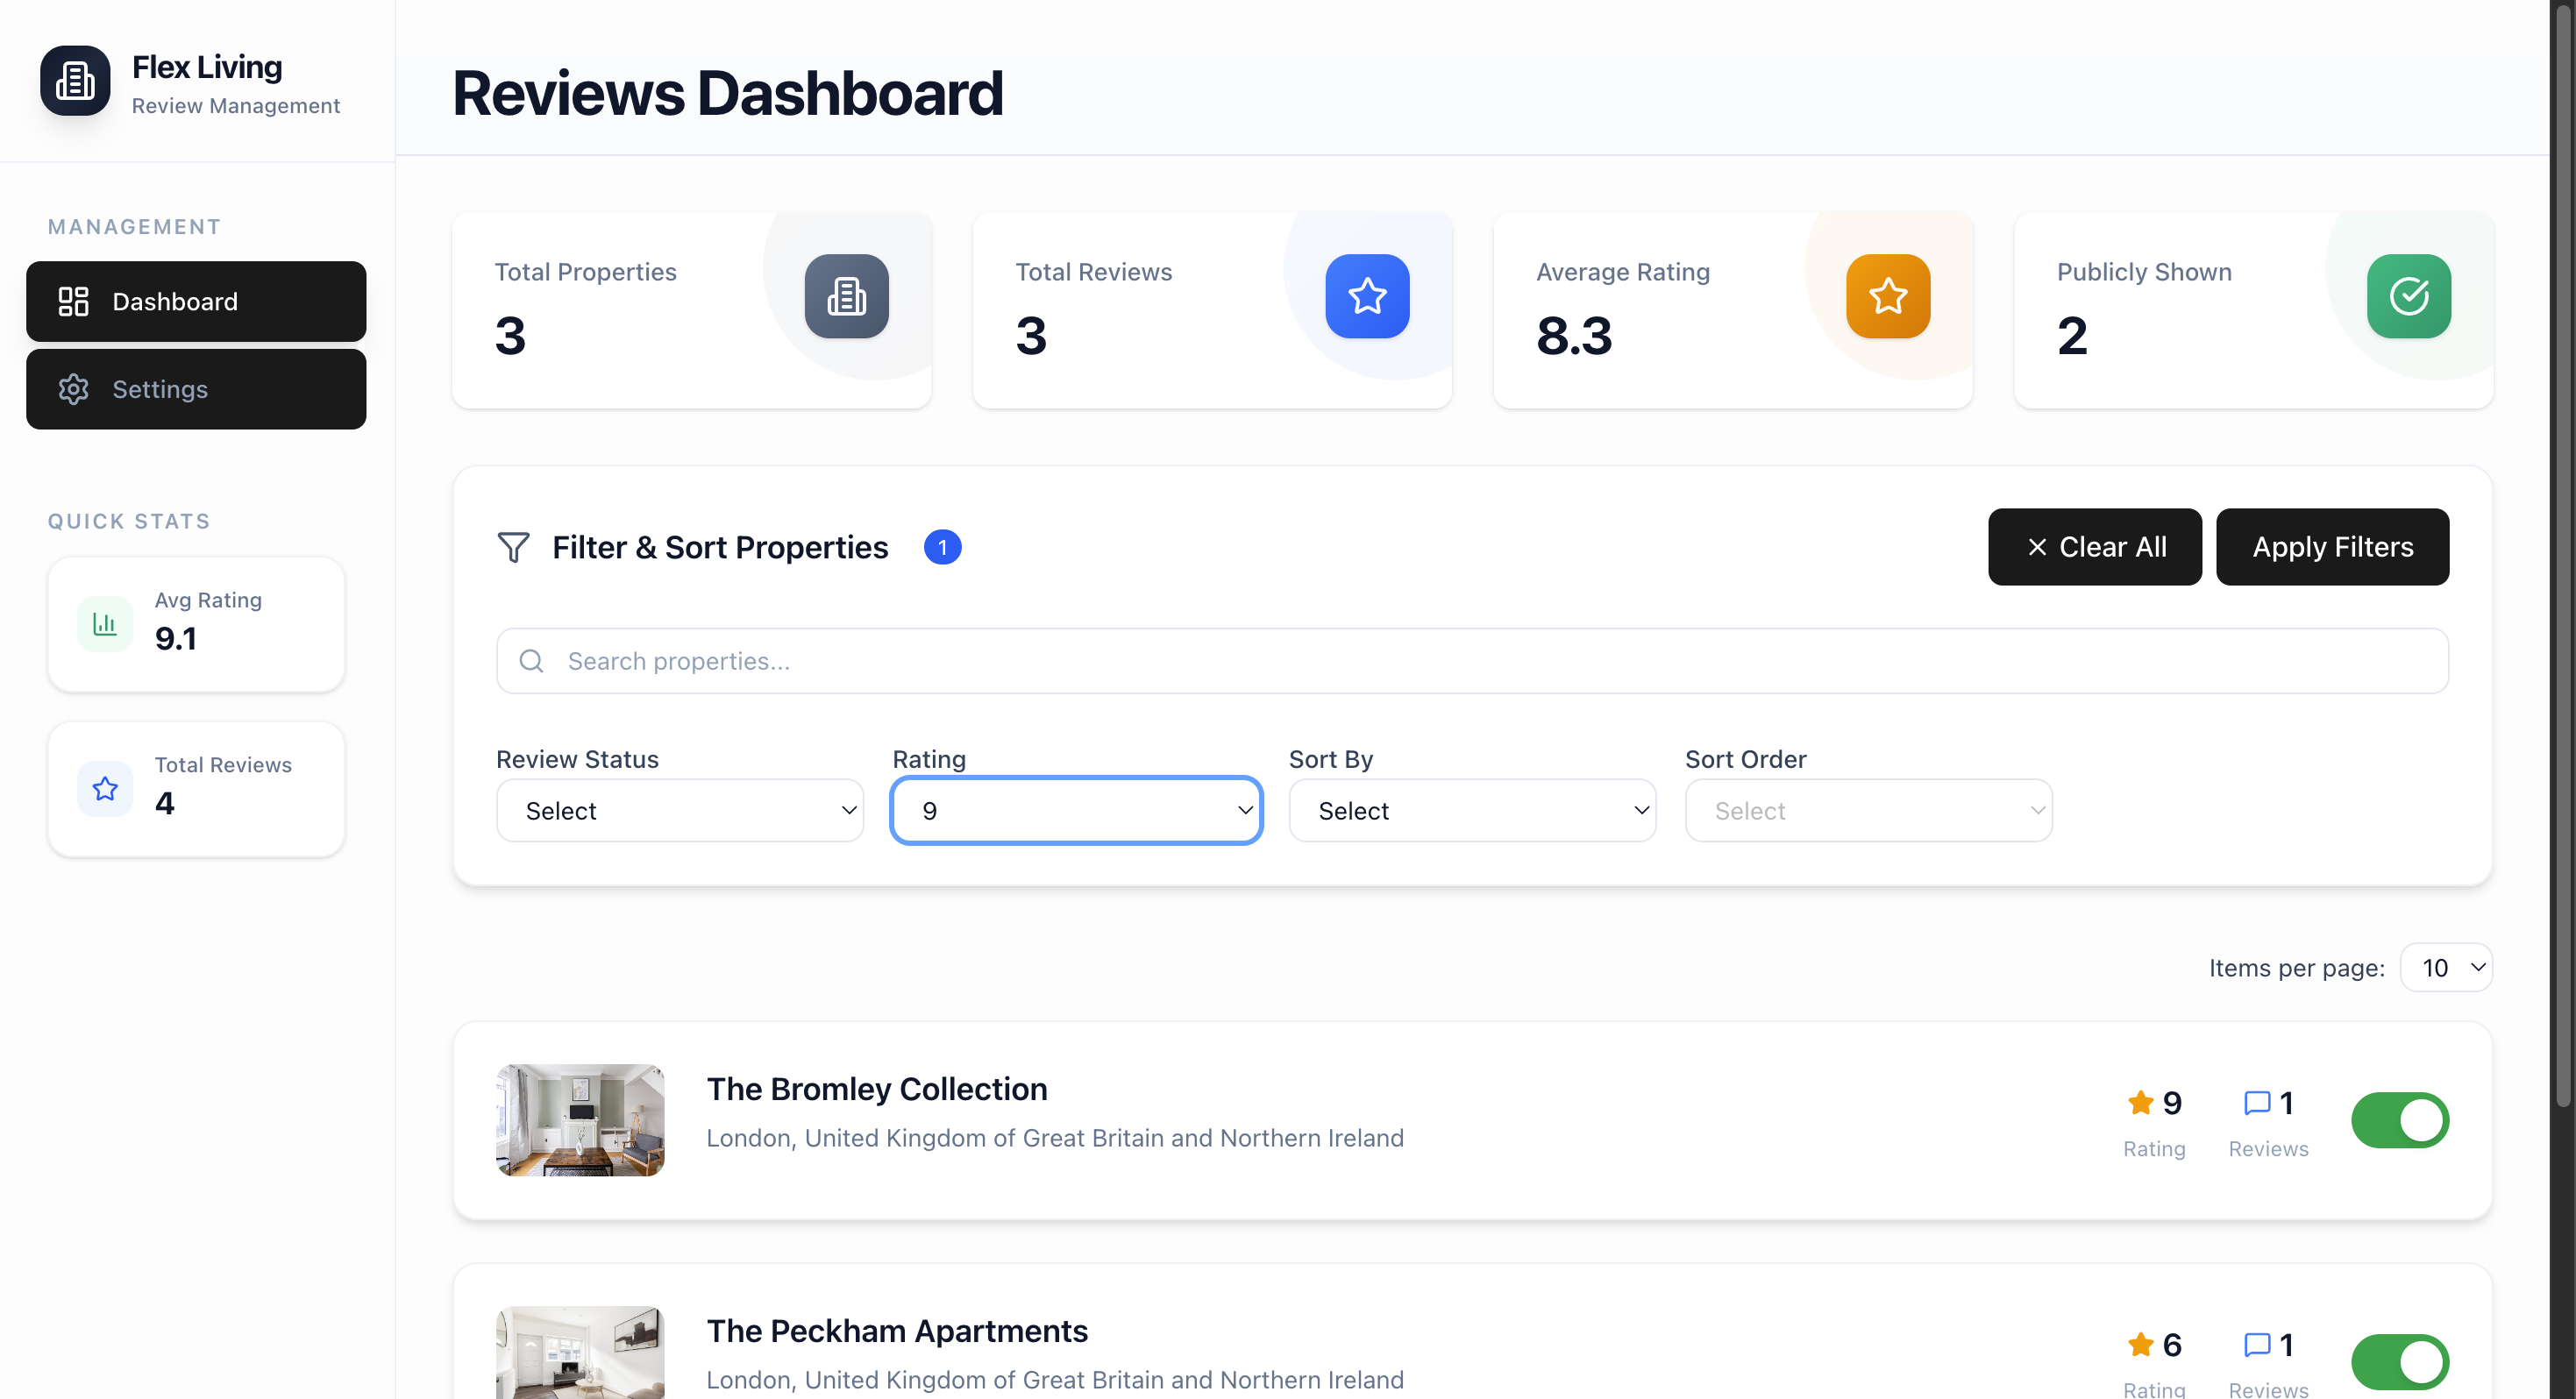 Flex Living
Review Management
MANAGEMENT
Dashboard
Settings
QUICK STATS
Avg Rating
9.1
Total Reviews
4
Reviews Dashboard
Total Properties
3
Total Reviews
3
Average Rating
8.3
Publicly Shown
2
Filter & Sort Properties 1
Clear All
Apply Filters
Search properties...
Review Status
Select
Rating
9
Sort By
Select
Sort Order
Select
Items per page: 10
The Bromley Collection
London, United Kingdom of Great Britain and Northern Ireland
9
Rating
1
Reviews
The Peckham Apartments
London, United Kingdom of Great Britain and Northern Ireland
6
Rating
1
Reviews